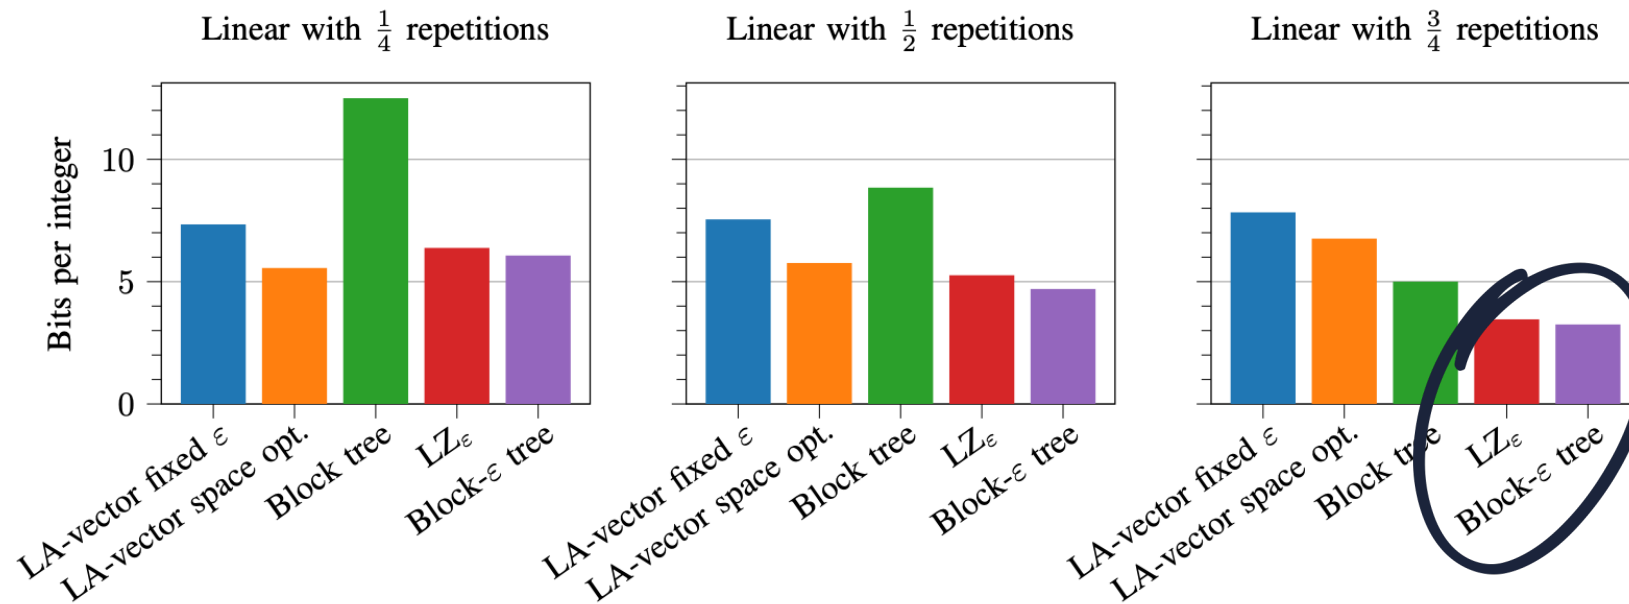 Linear with 1/4 repetitions
Linear with 1/2 repetitions
Linear with 3/4 repetitions
Bits per integer
10
5
0
LA-vector fixed ε
LA-vector space opt.
Block tree
LZε
Block-ε tree
LA-vector fixed ε
LA-vector space opt.
Block tree
LZε
Block-ε tree
LA-vector fixed ε
LA-vector space opt.
Block tree
LZε
Block-ε tree